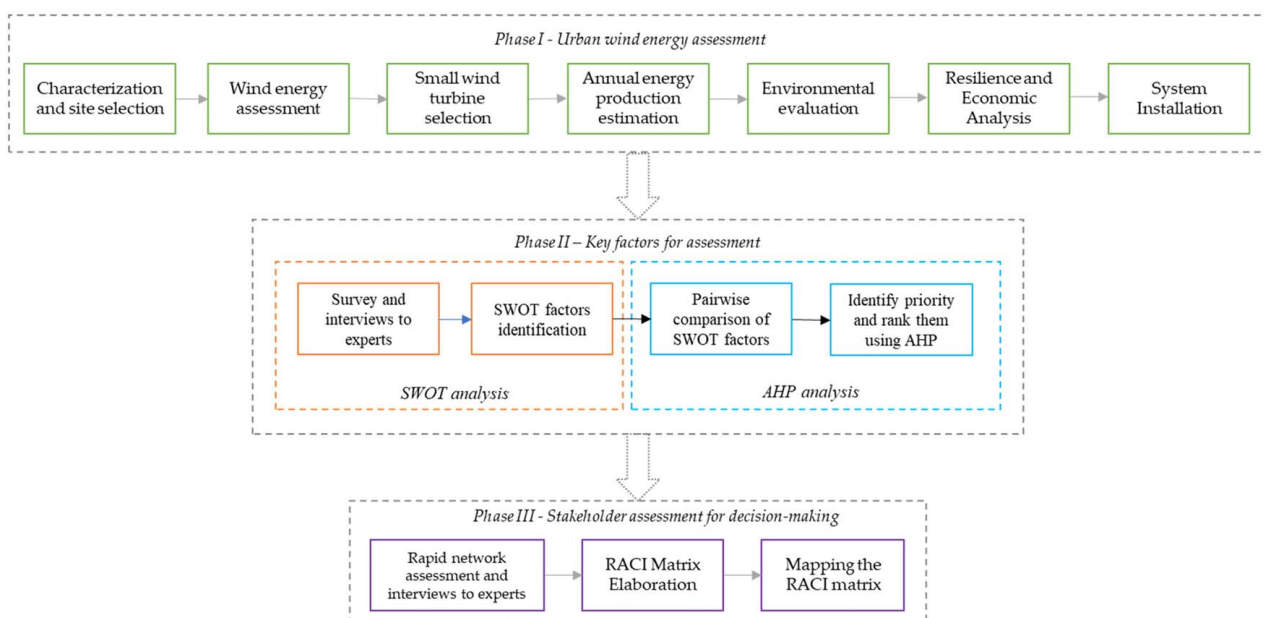 Phase I - Urban wind energy assessment
Characterization
and site selection
Wind energy
assessment
Small wind
turbine
selection
Annual energy
production
estimation
Environmental
evaluation
Resilience and
Economic
Analysis
System
Installation
Phase II – Key factors for assessment
Survey and
interviews to
experts
SWOT factors
identification
Pairwise
comparison of
SWOT factors
Identify priority
and rank them
using AHP
SWOT analysis
AHP analysis
Phase III - Stakeholder assessment for decision-making
Rapid network
assessment and
interviews to experts
RACI Matrix
Elaboration
Mapping the
RACI matrix